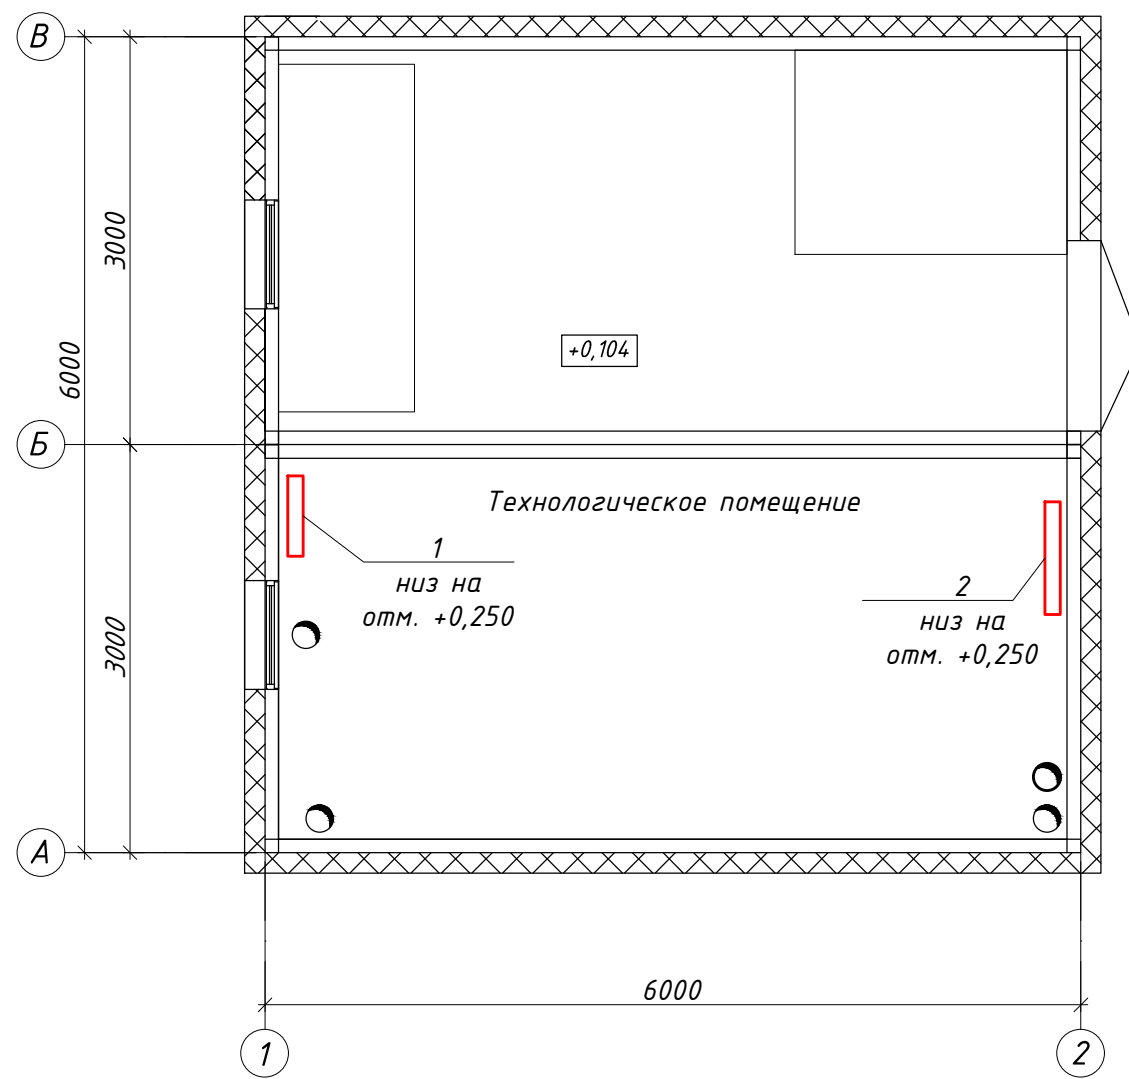 В
3000
6000
+0,104
Б
Технологическое помещение
1
низ на
отм. +0,250
2
низ на
отм. +0,250
3000
А
6000
1
2